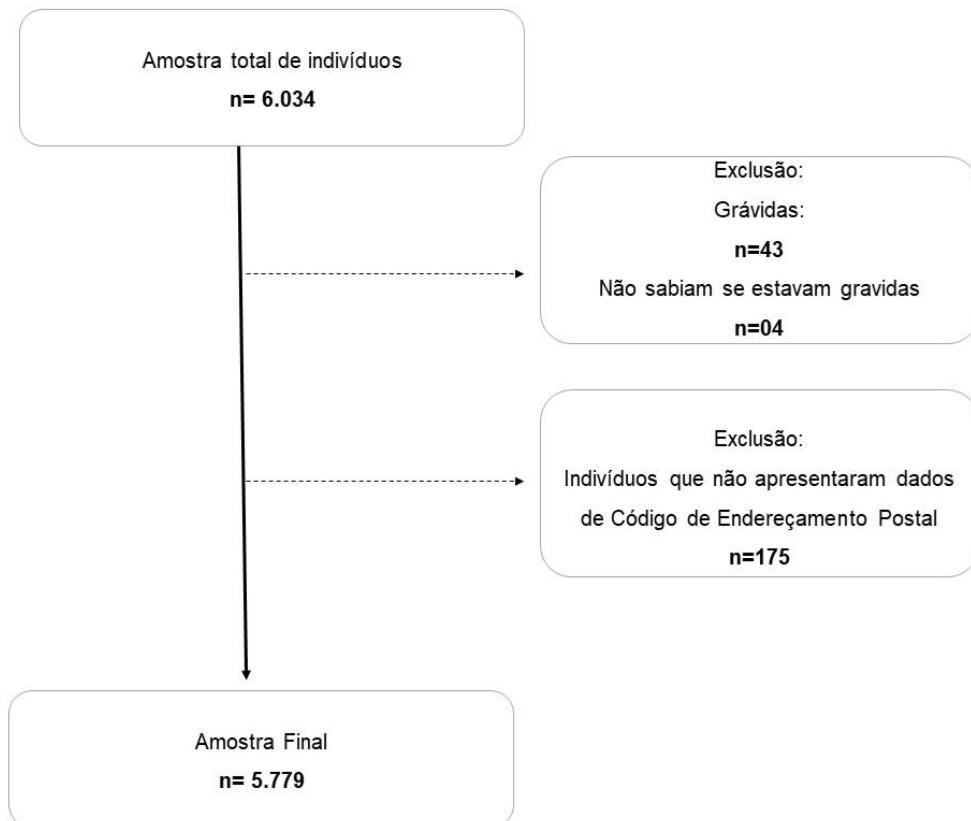 Amostra total de indivíduos
n= 6.034
Exclusão:
Grávidas:
n=43
Não sabiam se estavam gravidas
n=04
Exclusão:
Indivíduos que não apresentaram dados
de Código de Endereçamento Postal
n=175
Amostra Final
n= 5.779